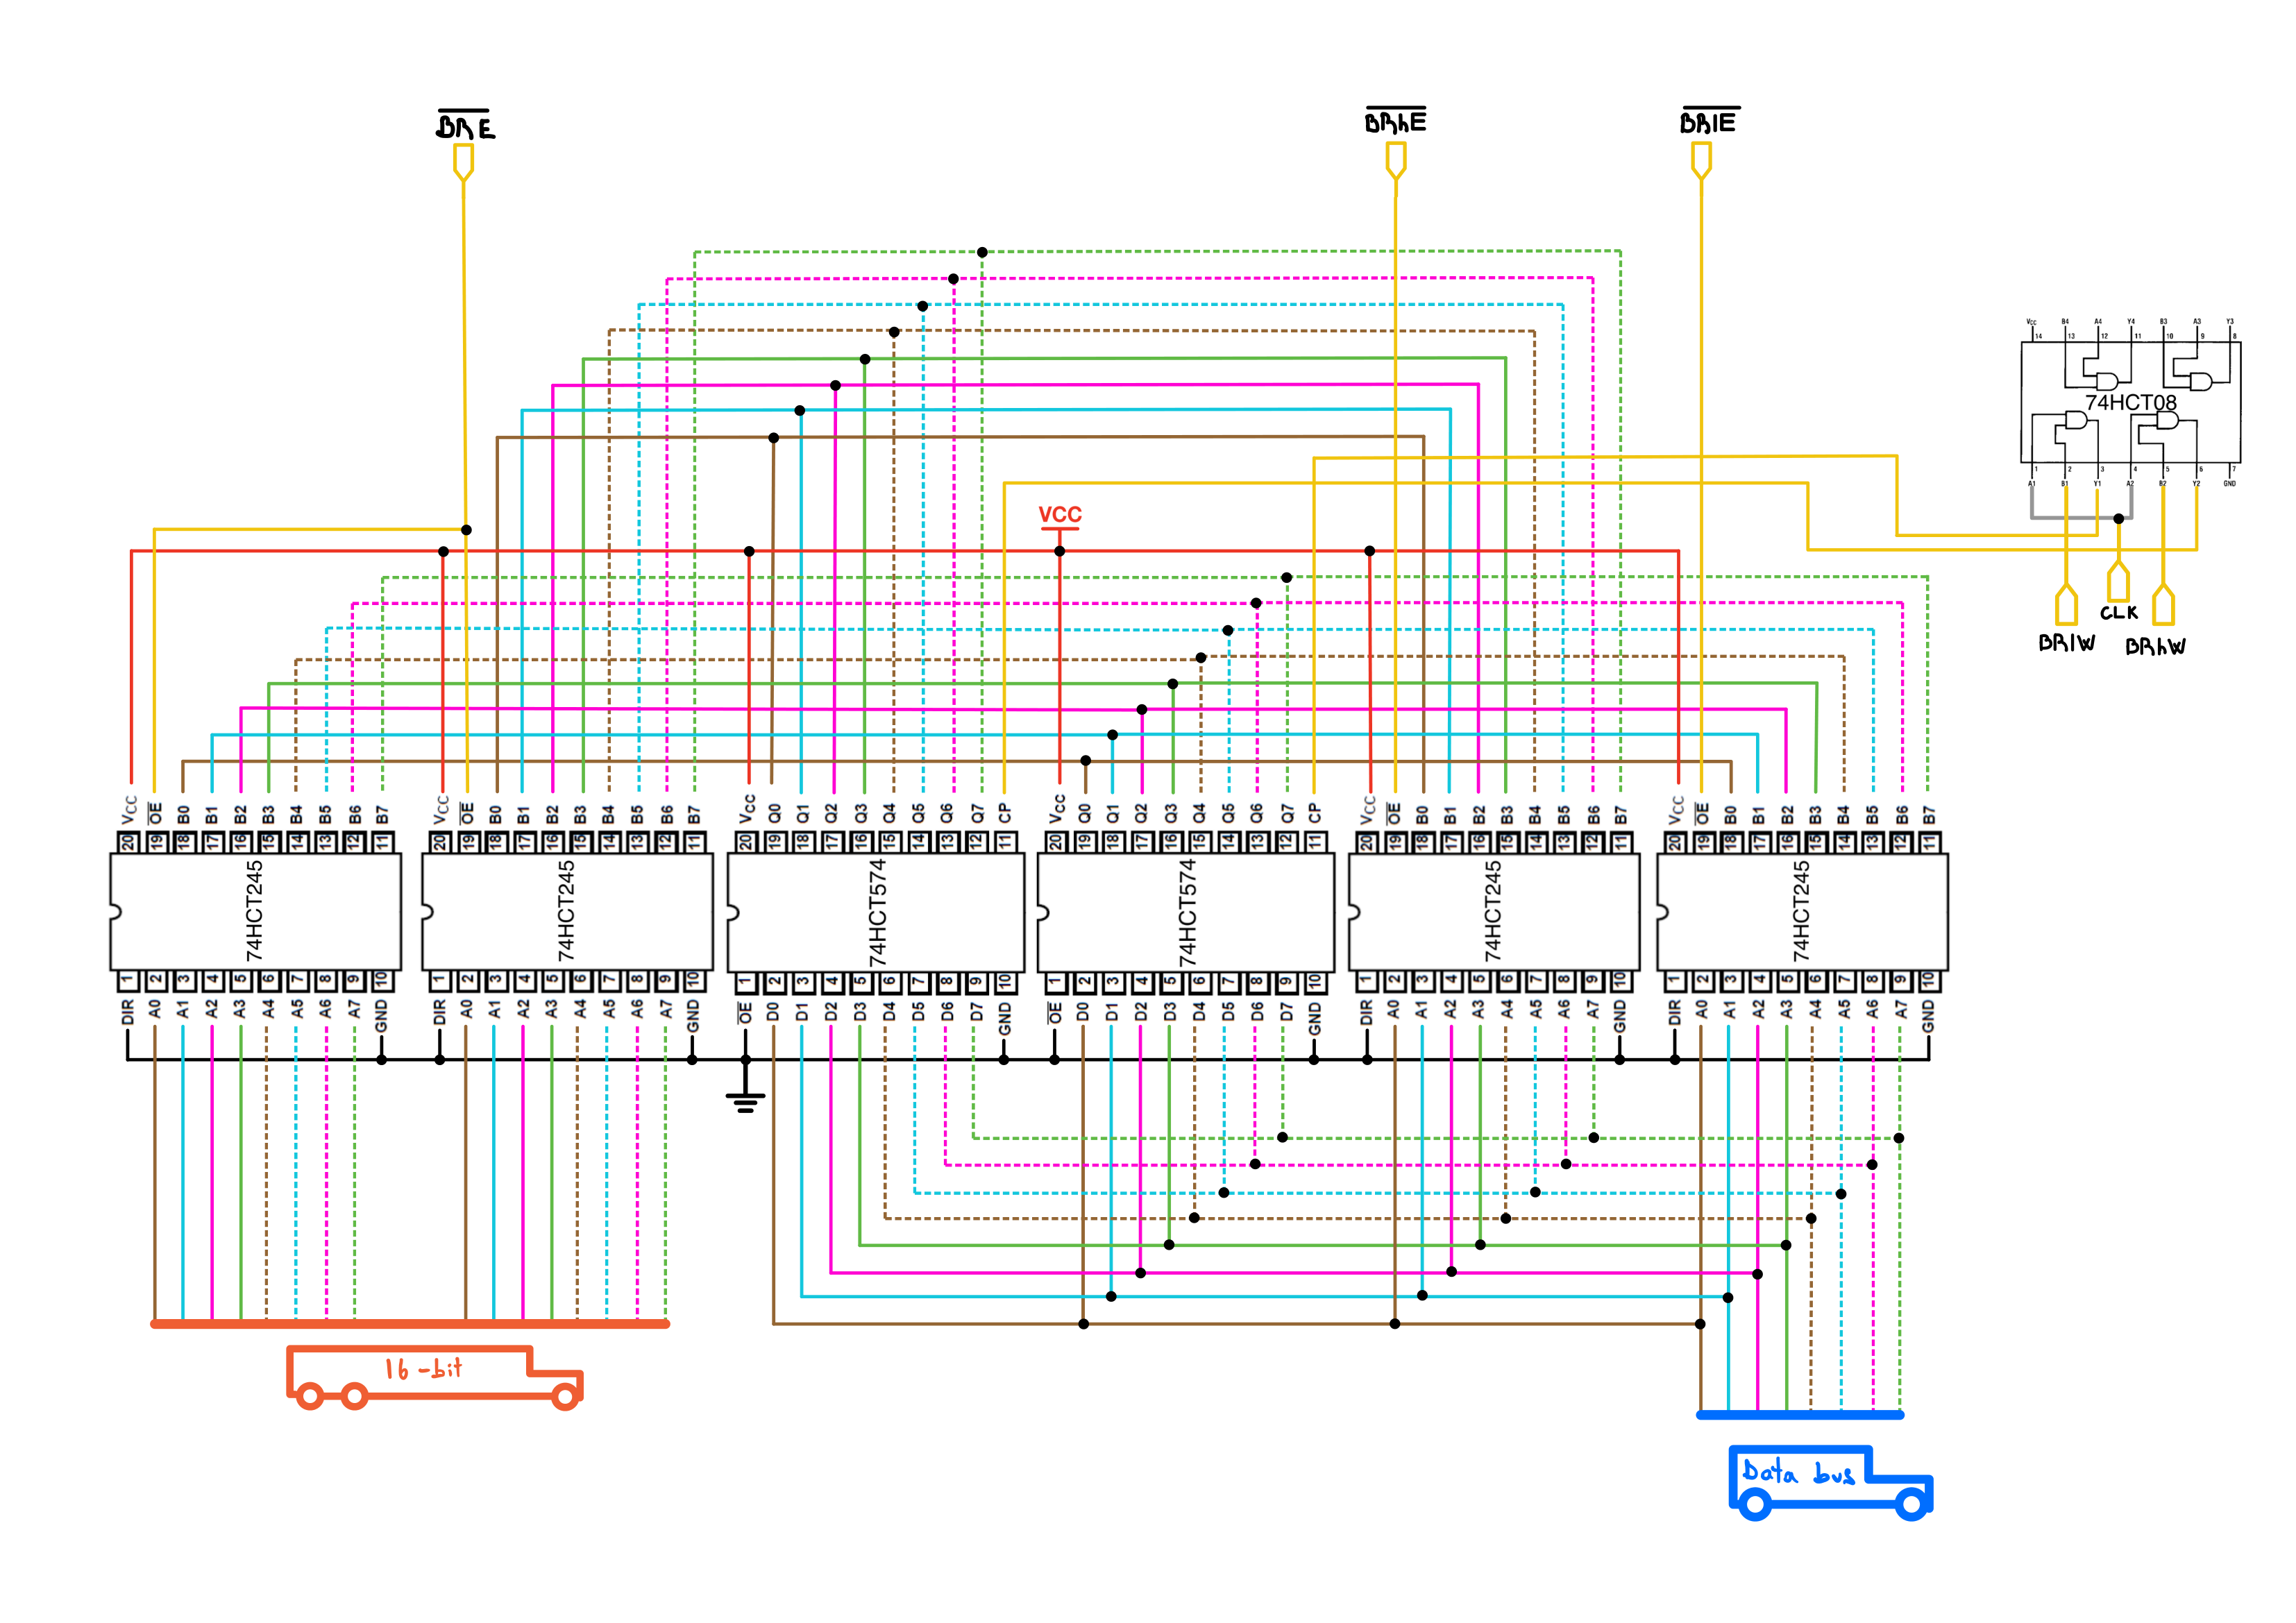 BRE
BRhE
BRlE
VCC
Vcc B4 A4 Y4 B3 A3 Y3
14 13 12 11 10 9 8
74HCT08
1 2 3 4 5 6 7
A1 B1 Y1 A2 B2 Y2 GND
CLK
BRlW
BRhW
VCC OE B0 B1 B2 B3 B4 B5 B6 B7
20 19 18 17 16 15 14 13 12 11
74HCT245
1 2 3 4 5 6 7 8 9 10
DIR A0 A1 A2 A3 A4 A5 A6 A7 GND
VCC OE B0 B1 B2 B3 B4 B5 B6 B7
20 19 18 17 16 15 14 13 12 11
74HCT245
1 2 3 4 5 6 7 8 9 10
DIR A0 A1 A2 A3 A4 A5 A6 A7 GND
Vcc Q0 Q1 Q2 Q3 Q4 Q5 Q6 Q7 CP
20 19 18 17 16 15 14 13 12 11
74HCT574
1 2 3 4 5 6 7 8 9 10
OE D0 D1 D2 D3 D4 D5 D6 D7 GND
Vcc Q0 Q1 Q2 Q3 Q4 Q5 Q6 Q7 CP
20 19 18 17 16 15 14 13 12 11
74HCT574
1 2 3 4 5 6 7 8 9 10
OE D0 D1 D2 D3 D4 D5 D6 D7 GND
VCC OE B0 B1 B2 B3 B4 B5 B6 B7
20 19 18 17 16 15 14 13 12 11
74HCT245
1 2 3 4 5 6 7 8 9 10
DIR A0 A1 A2 A3 A4 A5 A6 A7 GND
VCC OE B0 B1 B2 B3 B4 B5 B6 B7
20 19 18 17 16 15 14 13 12 11
74HCT245
1 2 3 4 5 6 7 8 9 10
DIR A0 A1 A2 A3 A4 A5 A6 A7 GND
16-bit
Data bus